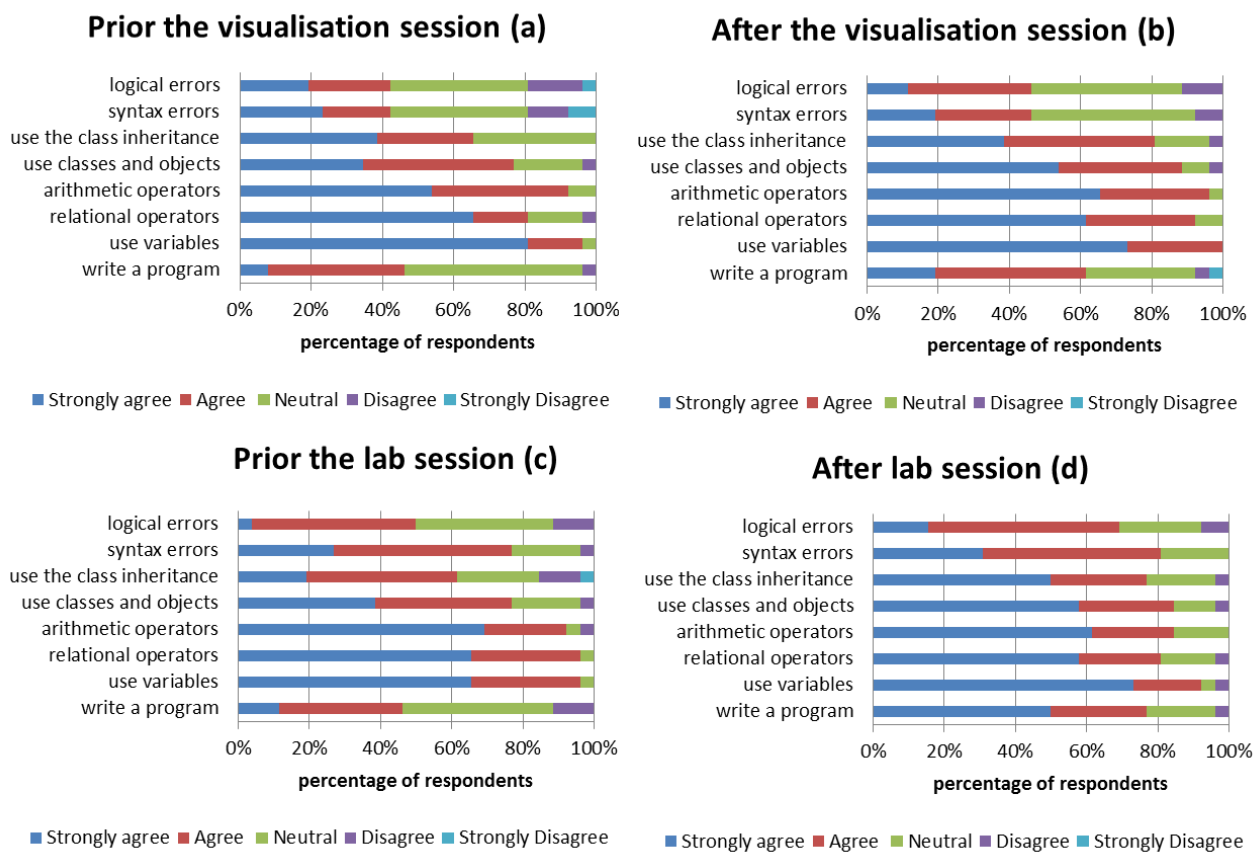 Prior the visualisation session (a)
logical errors
syntax errors
use the class inheritance
use classes and objects
arithmetic operators
relational operators
use variables
write a program
0% 20% 40% 60% 80% 100%
percentage of respondents
Strongly agree Agree Neutral Disagree Strongly Disagree
After the visualisation session (b)
logical errors
syntax errors
use the class inheritance
use classes and objects
arithmetic operators
relational operators
use variables
write a program
0% 20% 40% 60% 80% 100%
percentage of respondents
Strongly agree Agree Neutral Disagree Strongly Disagree
Prior the lab session (c)
logical errors
syntax errors
use the class inheritance
use classes and objects
arithmetic operators
relational operators
use variables
write a program
0% 20% 40% 60% 80% 100%
percentage of respondents
Strongly agree Agree Neutral Disagree Strongly Disagree
After lab session (d)
logical errors
syntax errors
use the class inheritance
use classes and objects
arithmetic operators
relational operators
use variables
write a program
0% 20% 40% 60% 80% 100%
percentage of respondents
Strongly agree Agree Neutral Disagree Strongly Disagree